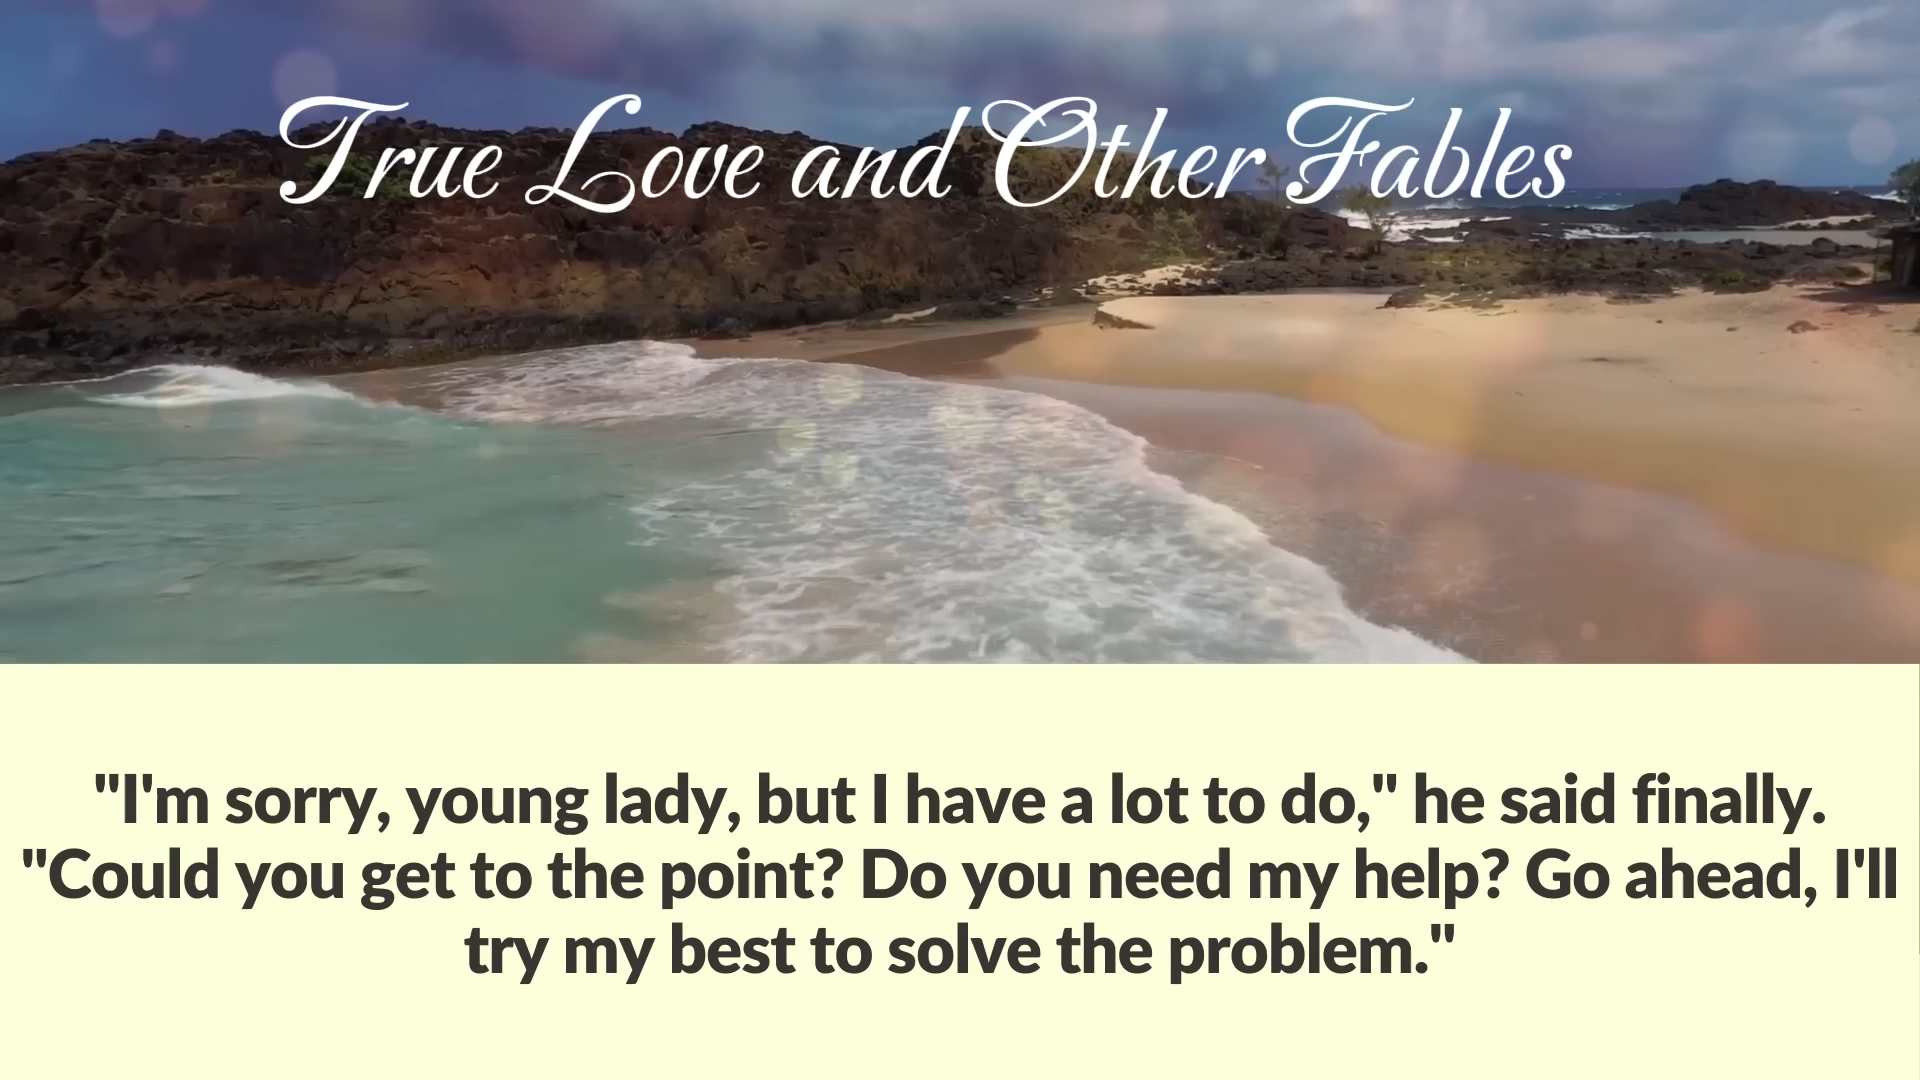 True Love and Other Fables
"I'm sorry, young lady, but I have a lot to do," he said finally.
"Could you get to the point? Do you need my help? Go ahead, I'll
try my best to solve the problem."